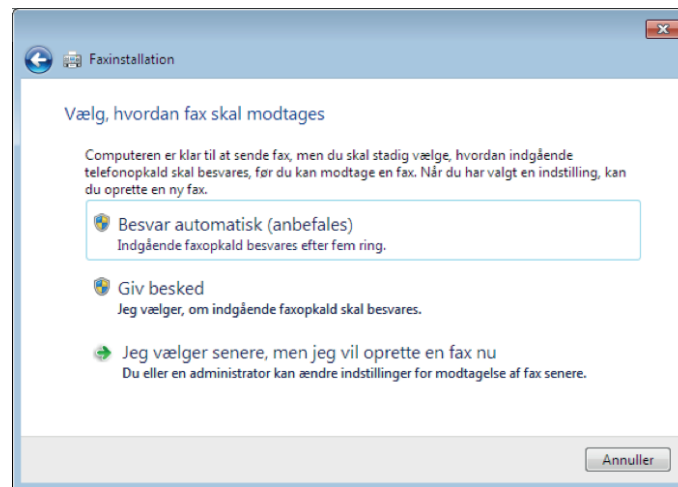 Faxinstallation
Vælg, hvordan fax skal modtages
Computeren er klar til at sende fax, men du skal stadig vælge, hvordan indgående
telefonopkald skal besvares, før du kan modtage en fax. Når du har valgt en indstilling, kan
du oprette en ny fax.
Besvar automatisk (anbefales)
Indgående faxopkald besvares efter fem ring.
Giv besked
Jeg vælger, om indgående faxopkald skal besvares.
Jeg vælger senere, men jeg vil oprette en fax nu
Du eller en administrator kan ændre indstillinger for modtagelse af fax senere.
Annuller